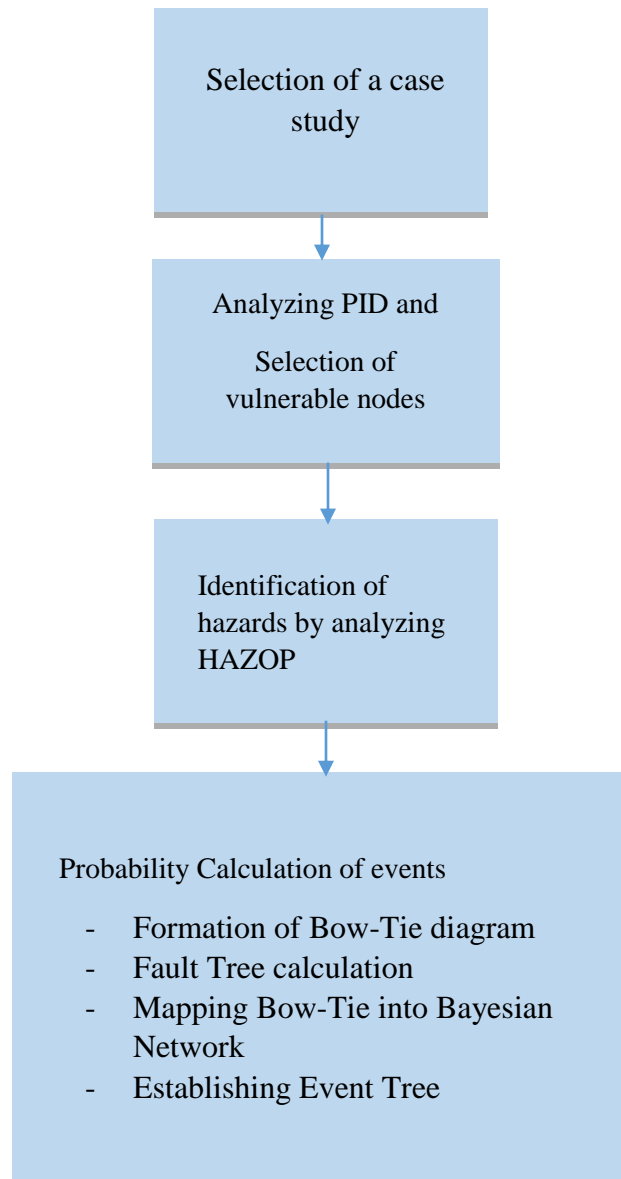 Selection of a case
study
Analyzing PID and
Selection of
vulnerable nodes
Identification of
hazards by analyzing
HAZOP
Probability Calculation of events
- Formation of Bow-Tie diagram
- Fault Tree calculation
- Mapping Bow-Tie into Bayesian
Network
- Establishing Event Tree